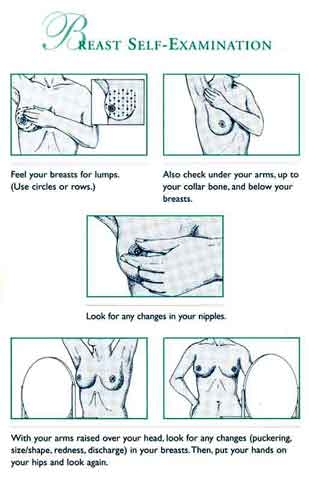 BREAST SELF-EXAMINATION
Feel your breasts for lumps.
(Use circles or rows.)
Also check under your arms, up to
your collar bone, and below your
breasts.
Look for any changes in your nipples.
With your arms raised over your head, look for any changes (puckering,
size/shape, redness, discharge) in your breasts. Then, put your hands on
your hips and look again.